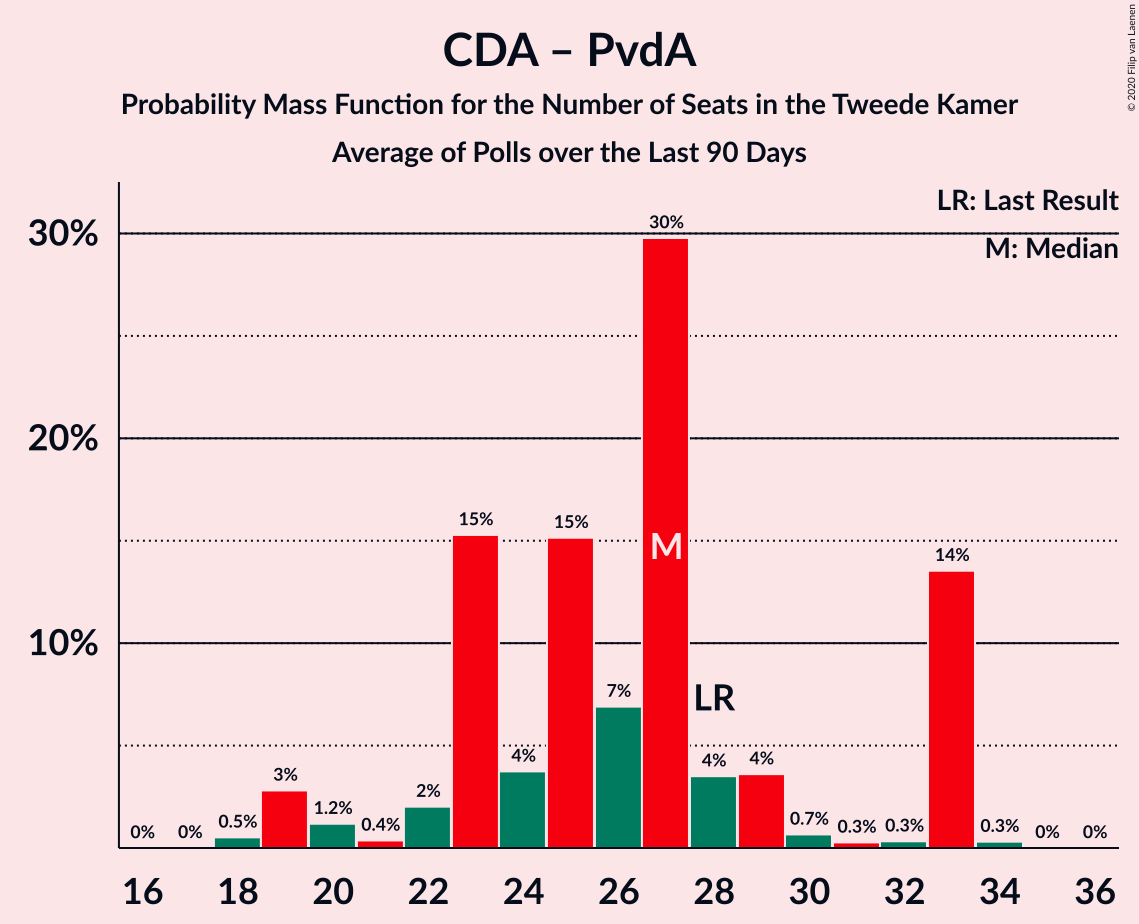 CDA – PvdA
Probability Mass Function for the Number of Seats in the Tweede Kamer
Average of Polls over the Last 90 Days
© 2020 Filip van Laenen
LR: Last Result
M: Median
30%
20%
10%
0% 0% 0.5% 3% 1.2% 0.4% 2% 15% 4% 15% 7% 30% 4% 4% 0.7% 0.3% 0.3% 14% 0.3% 0% 0%
M
LR
16 18 20 22 24 26 28 30 32 34 36